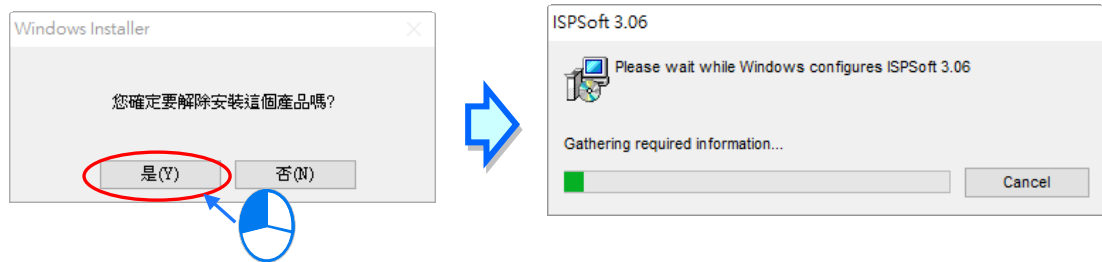 Windows Installer
您確定要解除安裝這個產品嗎?
是(Y)
否(N)
ISPSoft 3.06
Please wait while Windows configures ISPSoft 3.06
Gathering required information...
Cancel